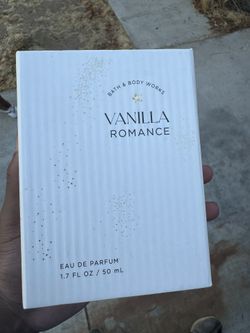 BATH & BODY WORKS
VANILLA
ROMANCE
EAU DE PARFUM
1.7 FL OZ / 50 mL